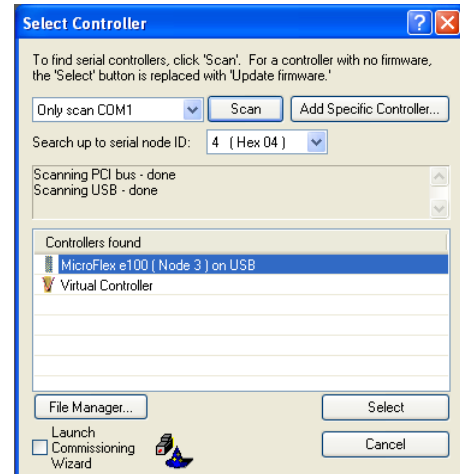 Select Controller
To find serial controllers, click 'Scan'. For a controller with no firmware,
the 'Select' button is replaced with 'Update firmware.'
Only scan COM1 Scan Add Specific Controller...
Search up to serial node ID: 4 (Hex 04)
Scanning PCI bus - done
Scanning USB - done
Controllers found
MicroFlex e100 ( Node 3 ) on USB
Virtual Controller
File Manager... Select
Launch
Commissioning
Wizard
Cancel